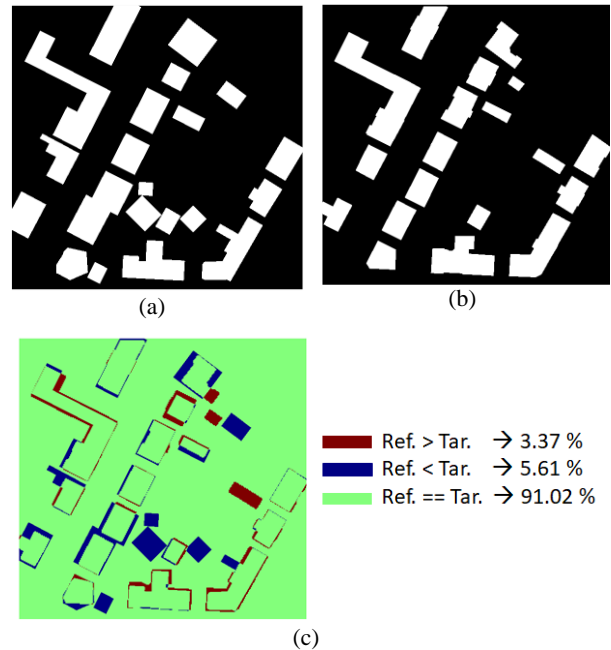 (a)
(b)
Ref. > Tar. → 3.37 %
Ref. < Tar. → 5.61 %
Ref. == Tar. → 91.02 %
(c)